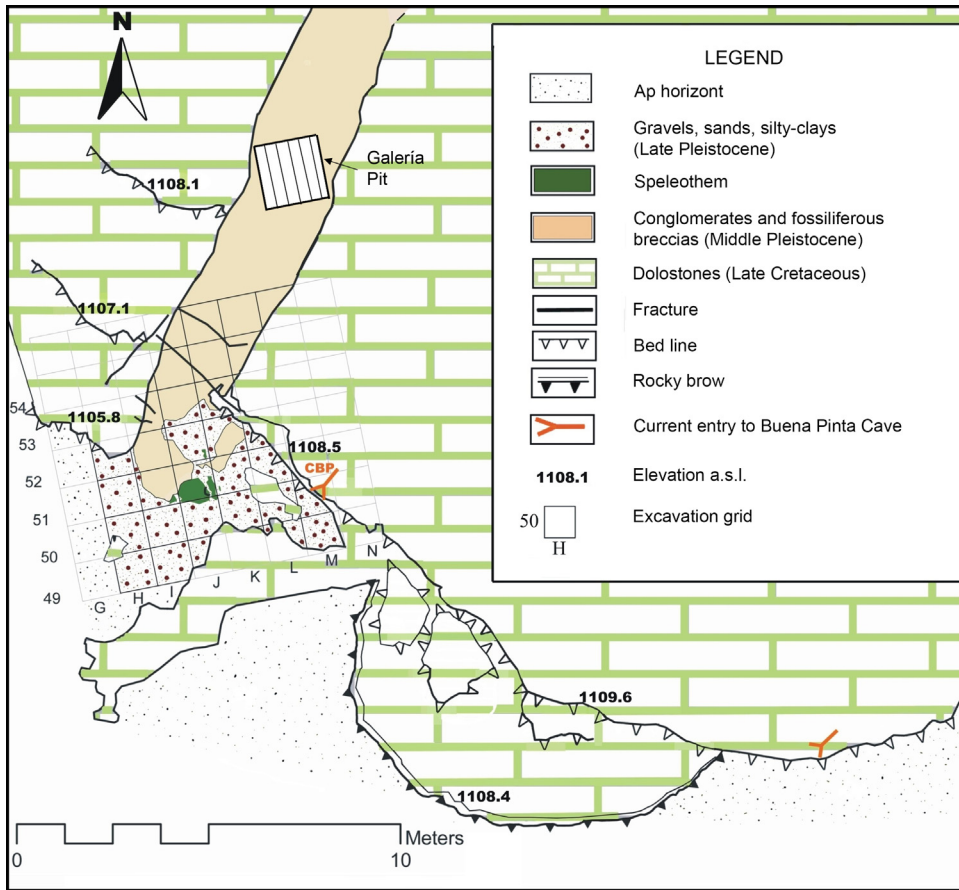 N
LEGEND
Ap horizont
Gravels, sands, silty-clays
(Late Pleistocene)
Speleothem
Conglomerates and fossiliferous
breccias (Middle Pleistocene)
Dolostones (Late Cretaceous)
Fracture
Bed line
Rocky brow
Current entry to Buena Pinta Cave
1108.1
Elevation a.s.l.
50
H
Excavation grid
Galería
Pit
1108.1
1107.1
54
1105.8
53
1108.5
CBP
52
51
50
49
G
H
I
J
K
L
M
N
1109.6
1108.4
Meters
0
10